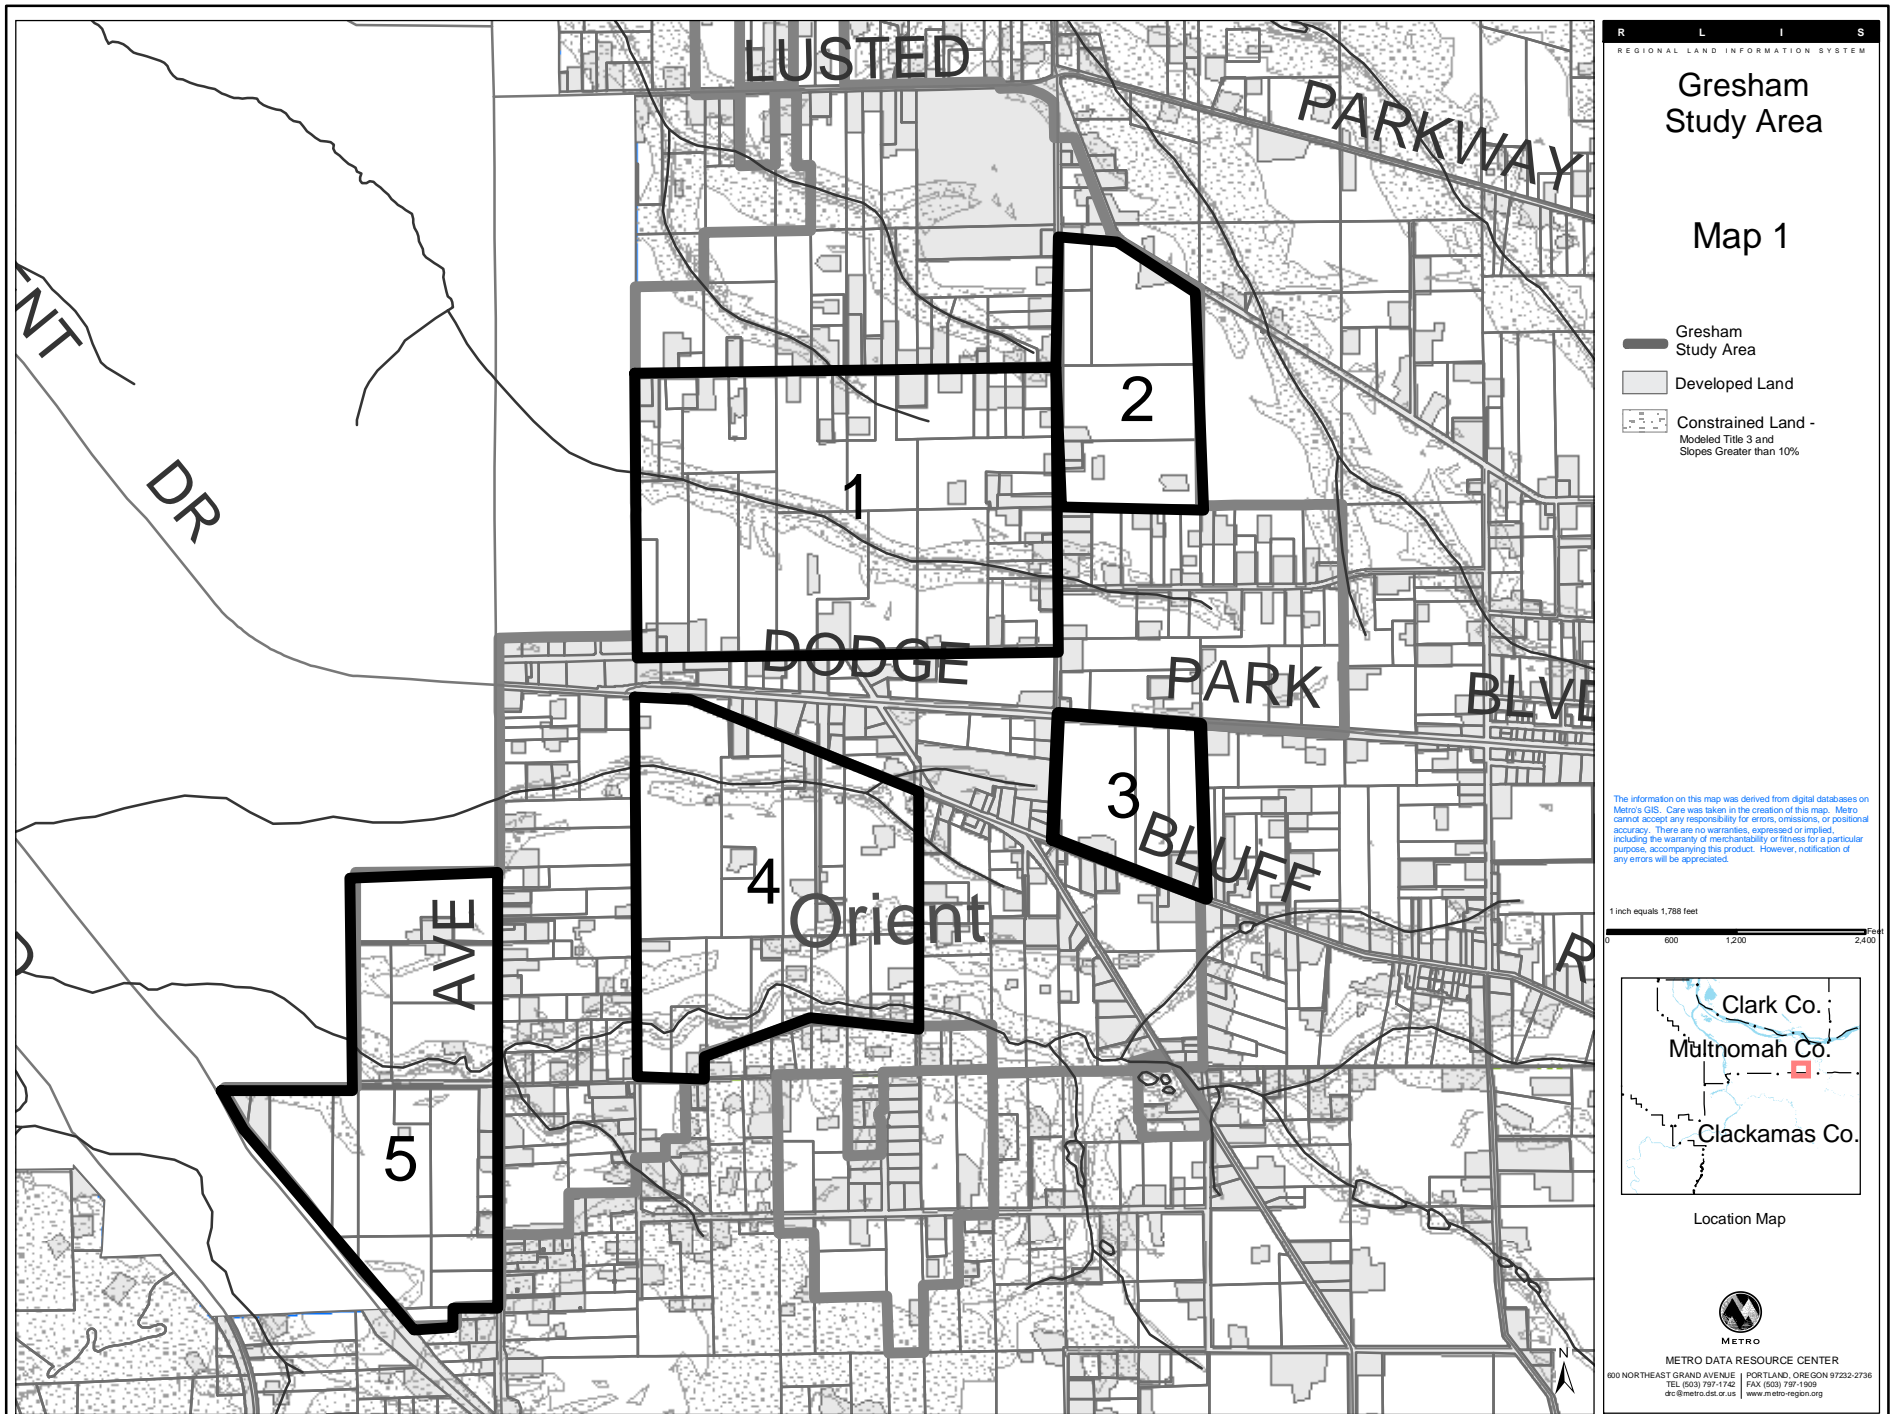 LUSTED
PARKWAY
NT
DR
2
1
DODGE
PARK
BLVD
3
BLUFF
4
Orient
AVE
5
R
R L I S
REGIONAL LAND INFORMATION SYSTEM
Gresham
Study Area
Map 1
Gresham
Study Area
Developed Land
Constrained Land -
Modeled Title 3 and
Slopes Greater than 10%
The information on this map was derived from digital databases on
Metro's GIS. Care was taken in the creation of this map. Metro
cannot accept any responsibility for errors, omissions, or positional
accuracy. There are no warranties, expressed or implied,
including the warranty of merchantability or fitness for a particular
purpose, accompanying this product. However, notification of
any errors will be appreciated.
1 inch equals 1,788 feet
Feet
0 600 1,200 2,400
Clark Co.
Multnomah Co.
Clackamas Co.
Location Map
METRO
N
METRO DATA RESOURCE CENTER
600 NORTHEAST GRAND AVENUE | PORTLAND, OREGON 97232-2736
TEL (503) 797-1742 | FAX (503) 797-1909
drc@metro.dst.or.us | www.metro-region.org